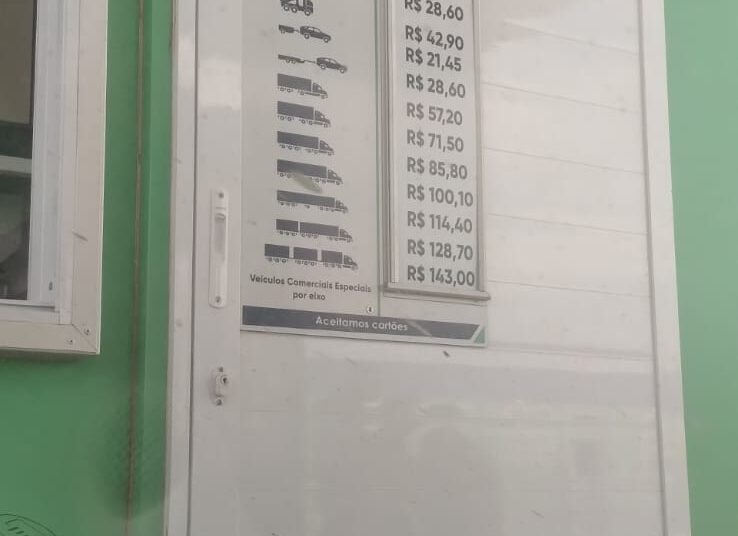 R$ 28,60
R$ 42,90
R$ 21,45
R$ 28,60
R$ 57,20
R$ 71,50
R$ 85,80
R$ 100,10
R$ 114,40
R$ 128,70
R$ 143,00
Veículos Comerciais Especiais
por eixo
Aceitamos cartões